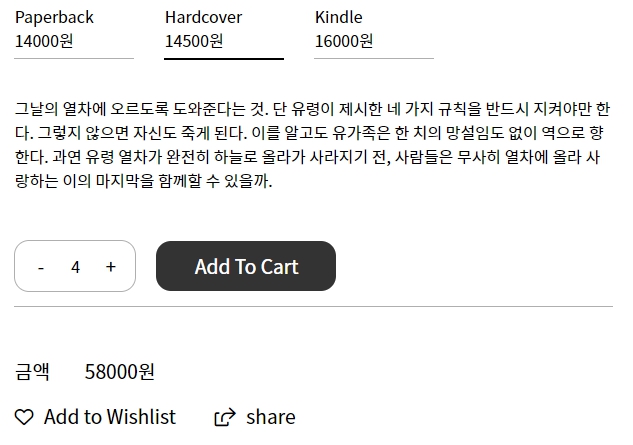 Paperback Hardcover Kindle
14000원 14500원 16000원
그날의 열차에 오르도록 도와준다는 것. 단 유령이 제시한 네 가지 규칙을 반드시 지켜야만 한
다. 그렇지 않으면 자신도 죽게 된다. 이를 알고도 유가족은 한 치의 망설임도 없이 역으로 향
한다. 과연 유령 열차가 완전히 하늘로 올라가 사라지기 전, 사람들은 무사히 열차에 올라 사
랑하는 이의 마지막을 함께할 수 있을까.
- 4 + Add To Cart
금액 58000원
Add to Wishlist share